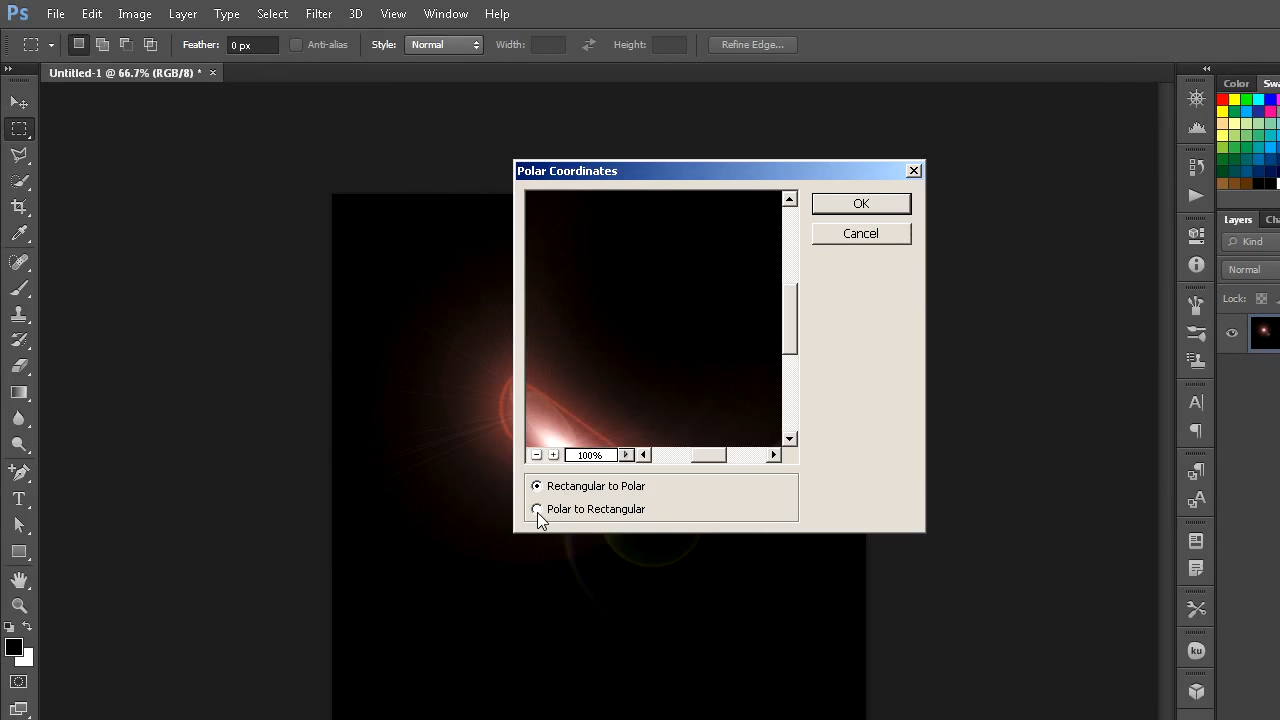 Ps File Edit Image Layer Type Select Filter 3D View Window Help
Feather: 0 px Anti-alias Style: Normal Width: Height: Refine Edge...
Untitled-1 @ 66.7% (RGB/8) * ×
Color Swa
Polar Coordinates
OK
Cancel
Layers Cha
Kind
Normal
Lock:
100%
Rectangular to Polar
Polar to Rectangular
ku